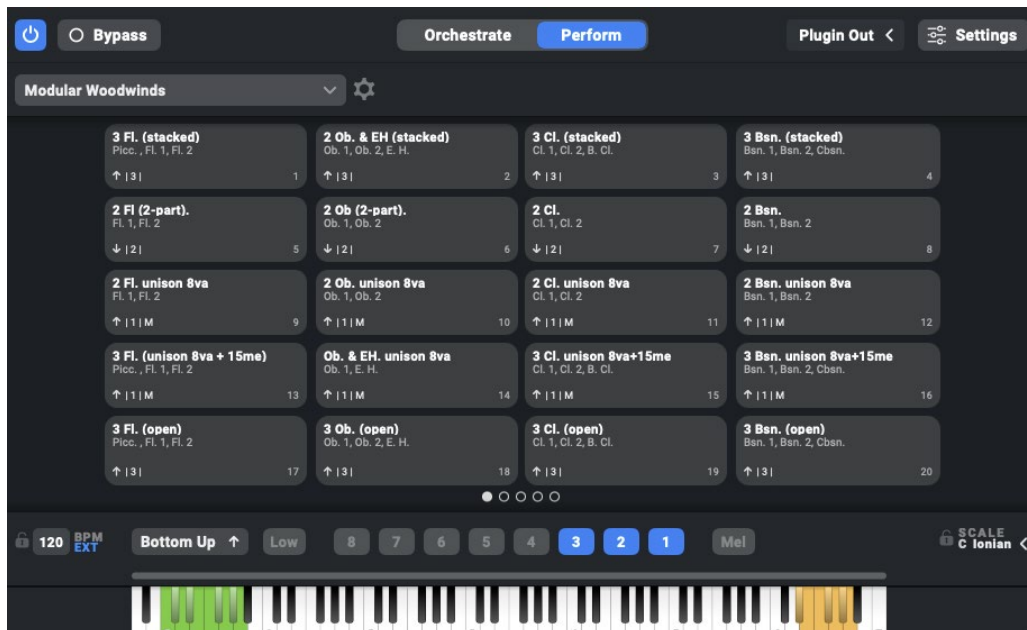 Bypass
Orchestrate
Perform
Plugin Out
Settings
Modular Woodwinds
3 Fl. (stacked)
Picc. , Fl. 1, Fl. 2
↑ |3| 1
2 Ob. & EH (stacked)
Ob. 1, Ob. 2, E. H.
↑ |3| 2
3 Cl. (stacked)
Cl. 1, Cl. 2, B. Cl.
↑ |3| 3
3 Bsn. (stacked)
Bsn. 1, Bsn. 2, Cbsn.
↑ |3| 4
2 Fl (2-part).
Fl. 1, Fl. 2
↓ |2| 5
2 Ob (2-part).
Ob. 1, Ob. 2
↓ |2| 6
2 Cl.
Cl. 1, Cl. 2
↓ |2| 7
2 Bsn.
Bsn. 1, Bsn. 2
↓ |2| 8
2 Fl. unison 8va
Fl. 1, Fl. 2
↑ |1| M 9
2 Ob. unison 8va
Ob. 1, Ob. 2
↑ |1| M 10
2 Cl. unison 8va
Cl. 1, Cl. 2
↑ |1| M 11
2 Bsn. unison 8va
Bsn. 1, Bsn. 2
↑ |1| M 12
3 Fl. (unison 8va + 15me)
Picc. , Fl. 1, Fl. 2
↑ |1| M 13
Ob. & EH. unison 8va
Ob. 1, E. H.
↑ |1| M 14
3 Cl. unison 8va+15me
Cl. 1, Cl. 2, B. Cl.
↑ |1| M 15
3 Bsn. unison 8va+15me
Bsn. 1, Bsn. 2, Cbsn.
↑ |1| M 16
3 Fl. (open)
Picc. , Fl. 1, Fl. 2
↑ |3| 17
3 Ob. (open)
Ob. 1, Ob. 2, E. H.
↑ |3| 18
3 Cl. (open)
Cl. 1, Cl. 2, B. Cl.
↑ |3| 19
3 Bsn. (open)
Bsn. 1, Bsn. 2, Cbsn.
↑ |3| 20
120 BPM
EXT
Bottom Up ↑
Low
8 7 6 5 4 3 2 1
Mel
SCALE
C Ionian